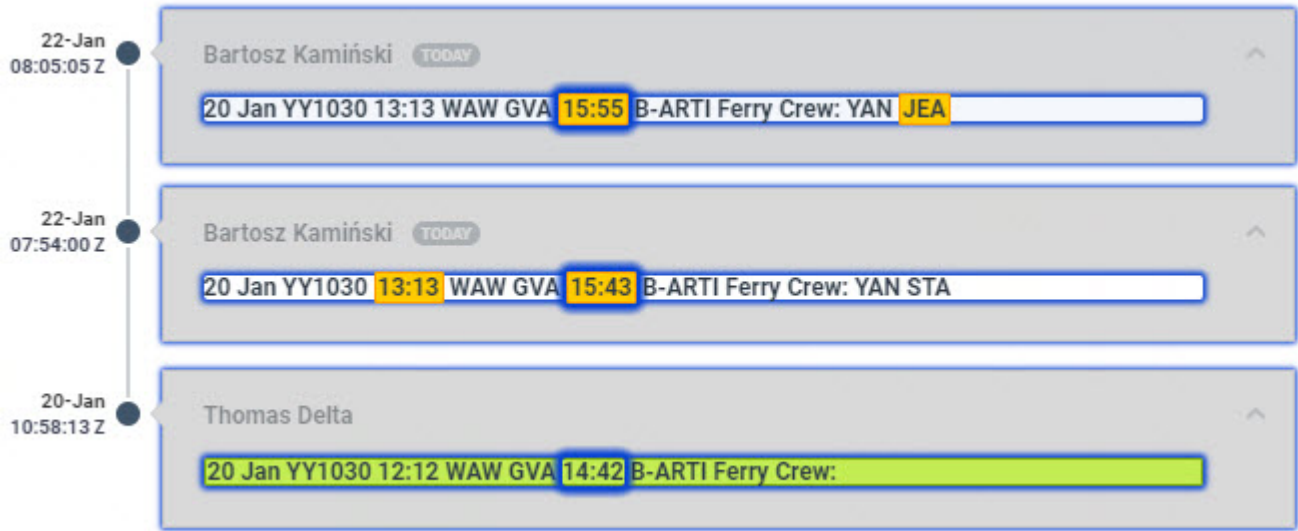 22-Jan
08:05:05 Z
Bartosz Kamiński TODAY
20 Jan YY1030 13:13 WAW GVA 15:55 B-ARTI Ferry Crew: YAN JEA
22-Jan
07:54:00 Z
Bartosz Kamiński TODAY
20 Jan YY1030 13:13 WAW GVA 15:43 B-ARTI Ferry Crew: YAN STA
20-Jan
10:58:13 Z
Thomas Delta
20 Jan YY1030 12:12 WAW GVA 14:42 B-ARTI Ferry Crew: